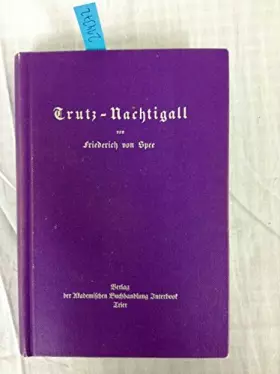 Trutz-Nachtigall
von
Friederich von Spee
Verlag
der Akademischen Buchhandlung Interbook
Trier